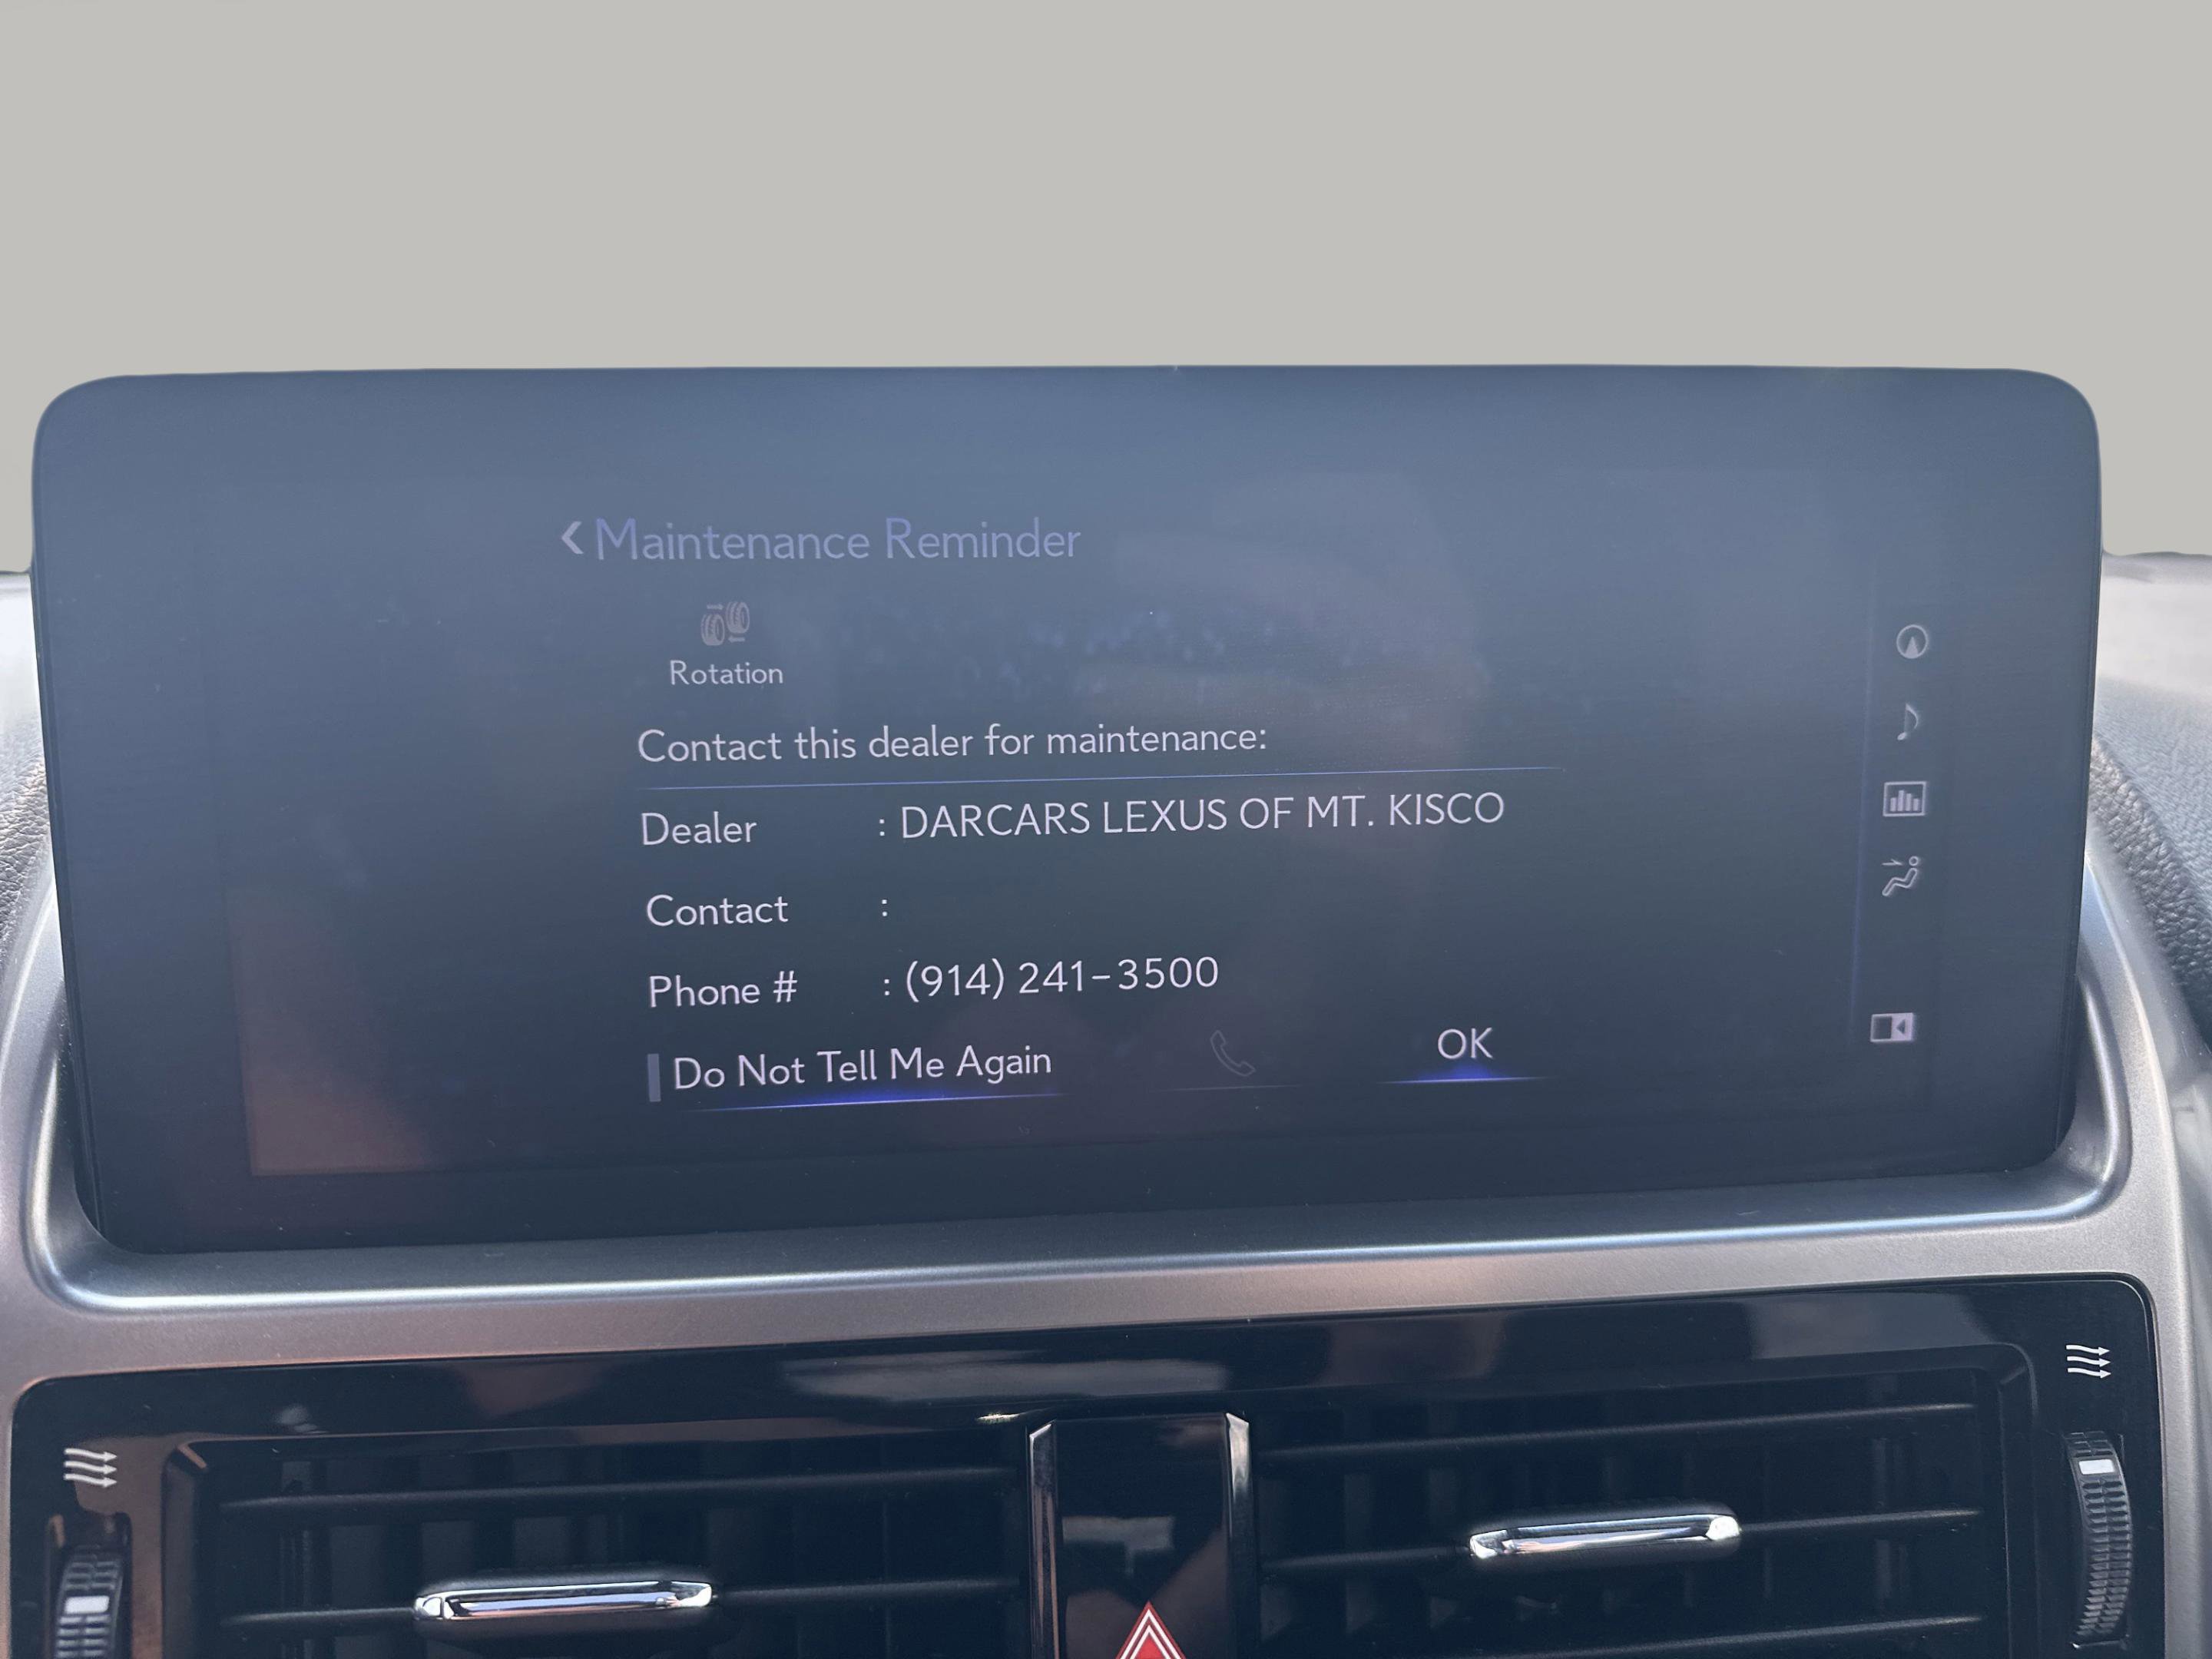 Maintenance Reminder
Rotation
Contact this dealer for maintenance:
Dealer : DARCARS LEXUS OF MT. KISCO
Contact :
Phone # : (914) 241-3500
Do Not Tell Me Again
OK